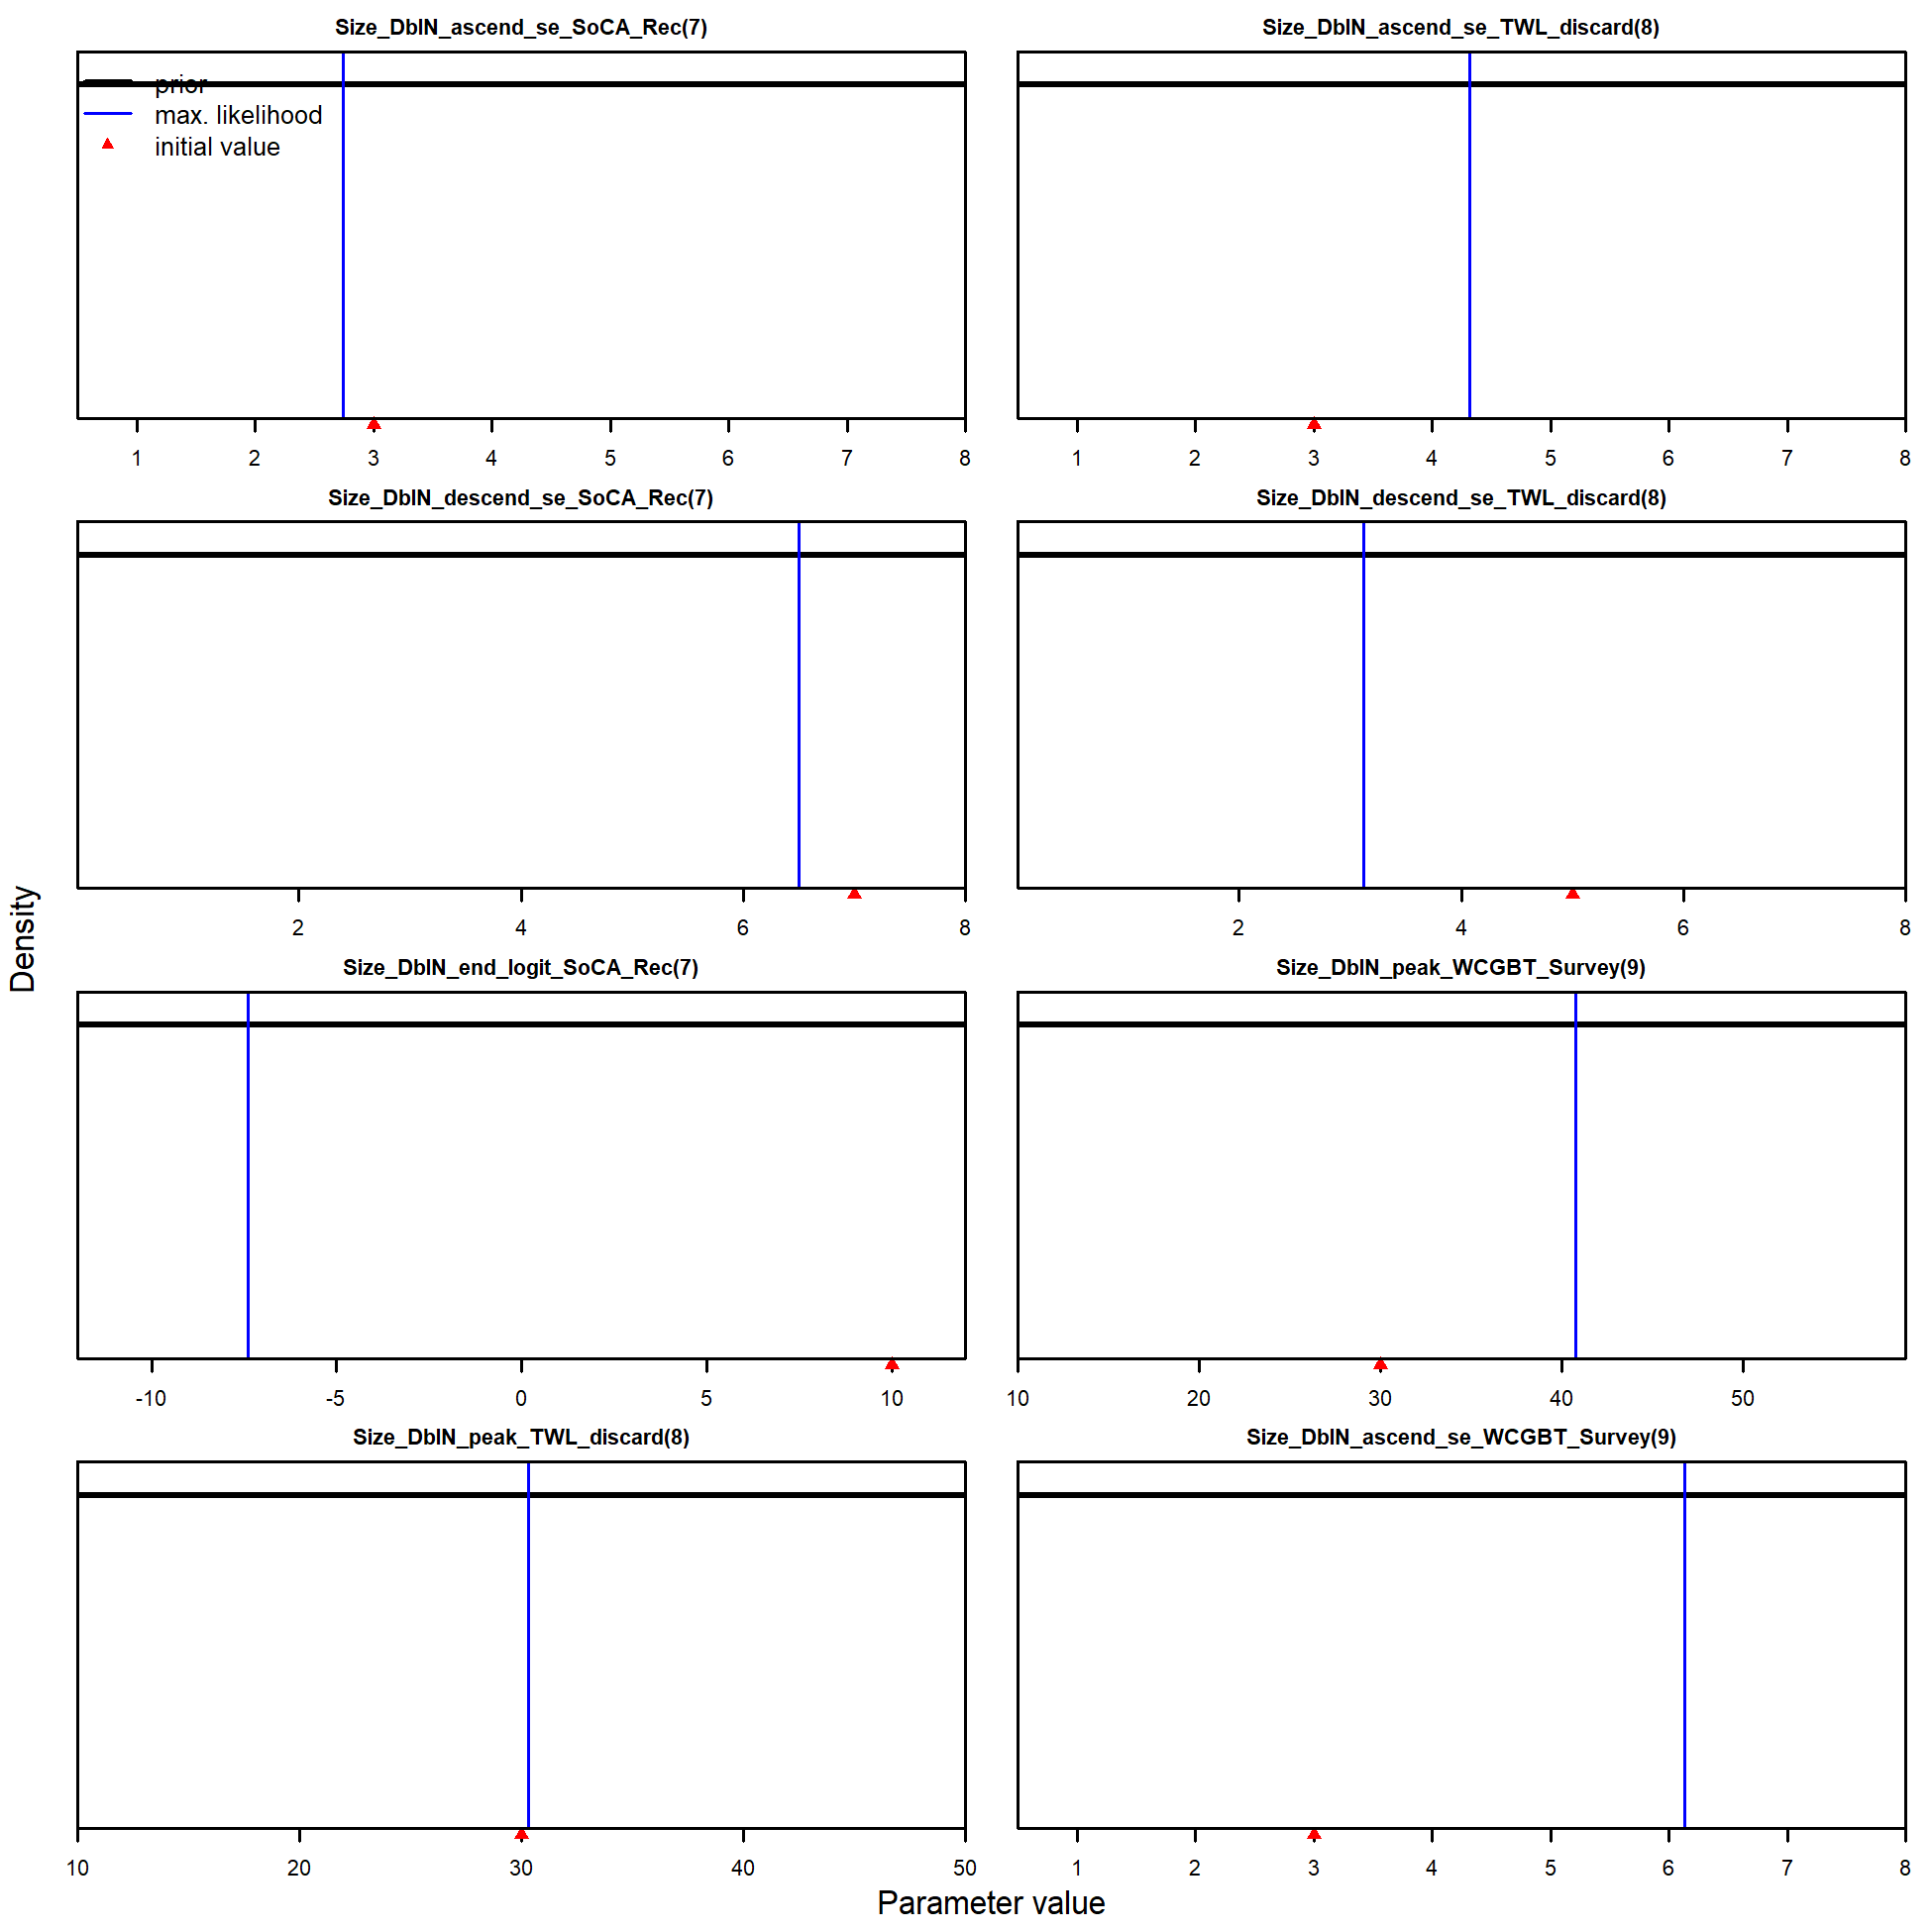 Size_DblN_ascend_se_SoCA_Rec(7)
prior
max. likelihood
initial value
1 2 3 4 5 6 7 8
Size_DblN_ascend_se_TWL_discard(8)
1 2 3 4 5 6 7 8
Size_DblN_descend_se_SoCA_Rec(7)
2 4 6 8
Size_DblN_descend_se_TWL_discard(8)
2 4 6 8
Size_DblN_end_logit_SoCA_Rec(7)
-10 -5 0 5 10
Size_DblN_peak_WCGBT_Survey(9)
10 20 30 40 50
Size_DblN_peak_TWL_discard(8)
10 20 30 40 50
Size_DblN_ascend_se_WCGBT_Survey(9)
1 2 3 4 5 6 7 8
Density
Parameter value